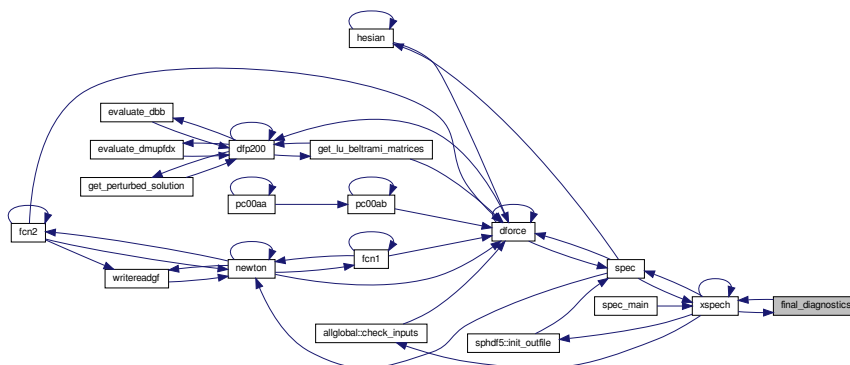 hesian
evaluate_dbb
evaluate_dmupfdx
dfp200
get_lu_beltrami_matrices
get_perturbed_solution
pc00aa
pc00ab
fcn2
dforce
fcn1
newton
spec
writereadgf
spec_main
xspech
final_diagnostics
allglobal::check_inputs
sphdf5::init_outfile